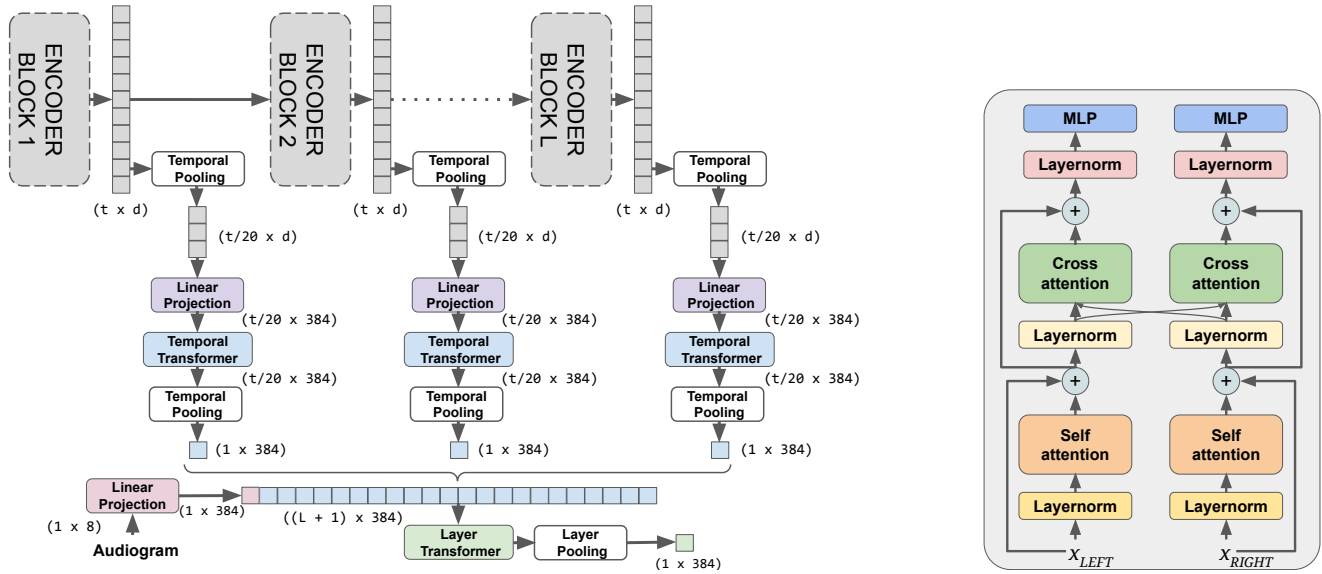 ENCODER
BLOCK 1
ENCODER
BLOCK 2
ENCODER
BLOCK L
Temporal
Pooling
Temporal
Pooling
Temporal
Pooling
(t x d)
(t x d)
(t x d)
(t/20 x d)
(t/20 x d)
(t/20 x d)
Linear
Projection
Linear
Projection
Linear
Projection
(t/20 x 384)
(t/20 x 384)
(t/20 x 384)
Temporal
Transformer
Temporal
Transformer
Temporal
Transformer
(t/20 x 384)
(t/20 x 384)
(t/20 x 384)
Temporal
Pooling
Temporal
Pooling
Temporal
Pooling
(1 x 384)
(1 x 384)
(1 x 384)
Linear
Projection
(1 x 384)
(1 x 8)
Audiogram
((L + 1) x 384)
Layer
Transformer
Layer
Pooling
(1 x 384)
MLP
MLP
Layernorm
Layernorm
+
+
Cross
attention
Cross
attention
Layernorm
Layernorm
+
+
Self
attention
Self
attention
Layernorm
Layernorm
X_LEFT
X_RIGHT